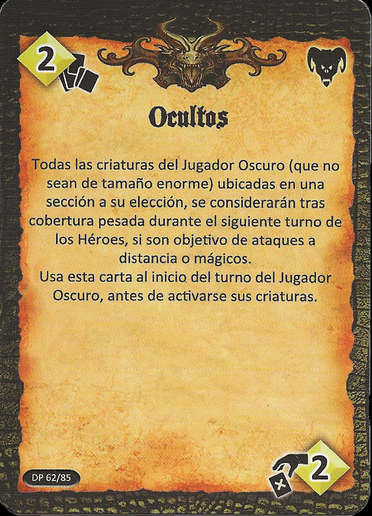 2
Ocultos
Todas las criaturas del Jugador Oscuro (que no
sean de tamaño enorme) ubicadas en una
sección a su elección, se considerarán tras
cobertura pesada durante el siguiente turno de
los Héroes, si son objetivo de ataques a
distancia o mágicos.
Usa esta carta al inicio del turno del Jugador
Oscuro, antes de activarse sus criaturas.
DP 62/85
2